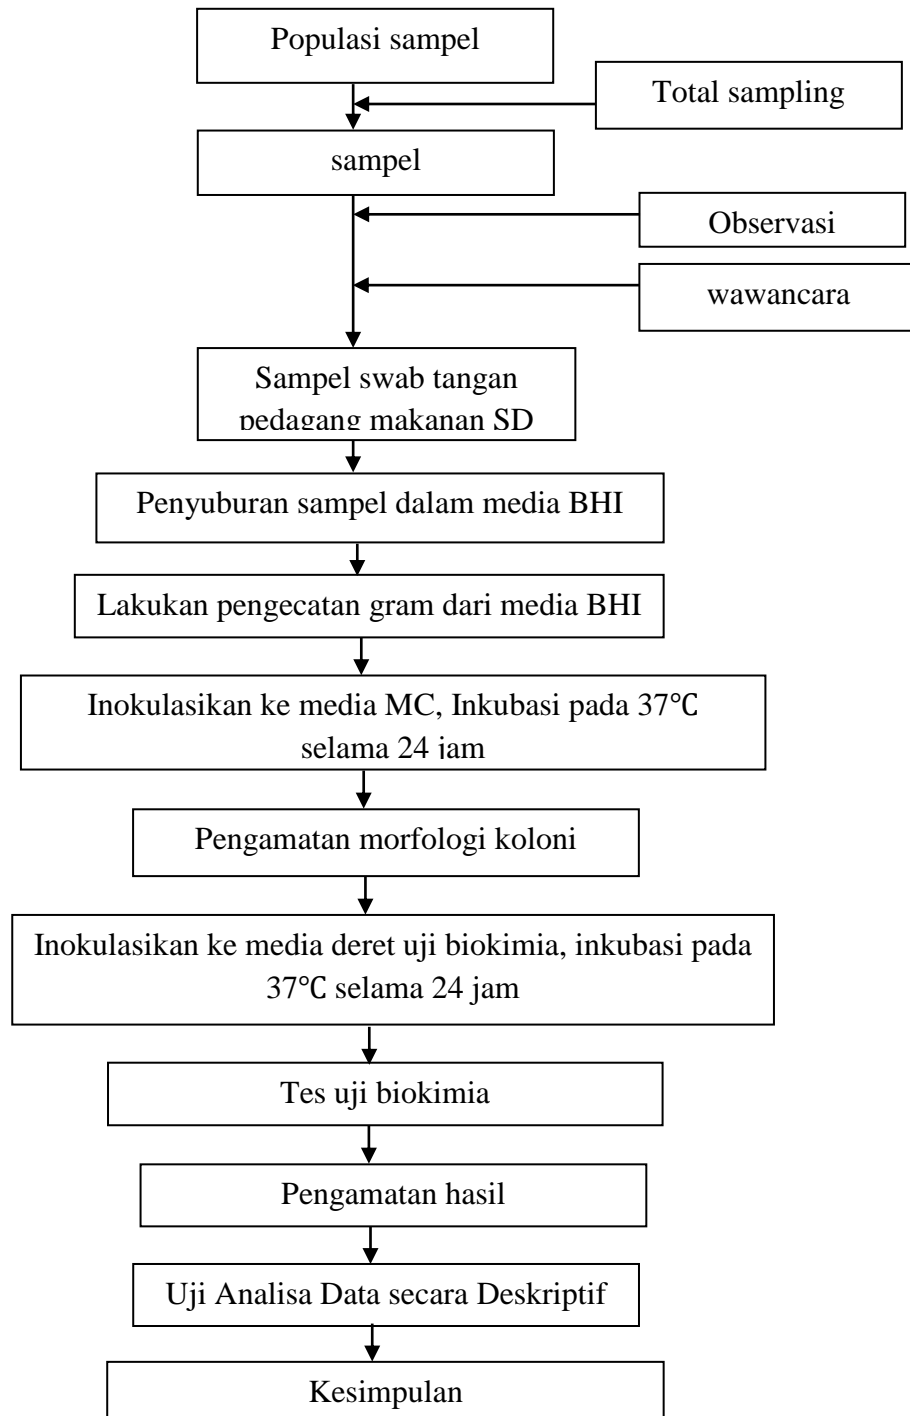 Populasi sampel
Total sampling
sampel
Observasi
wawancara
Sampel swab tangan
pedagang makanan SD
Penyuburan sampel dalam media BHI
Lakukan pengecatan gram dari media BHI
Inokulasikan ke media MC, Inkubasi pada 37℃
selama 24 jam
Pengamatan morfologi koloni
Inokulasikan ke media deret uji biokimia, inkubasi pada
37℃ selama 24 jam
Tes uji biokimia
Pengamatan hasil
Uji Analisa Data secara Deskriptif
Kesimpulan